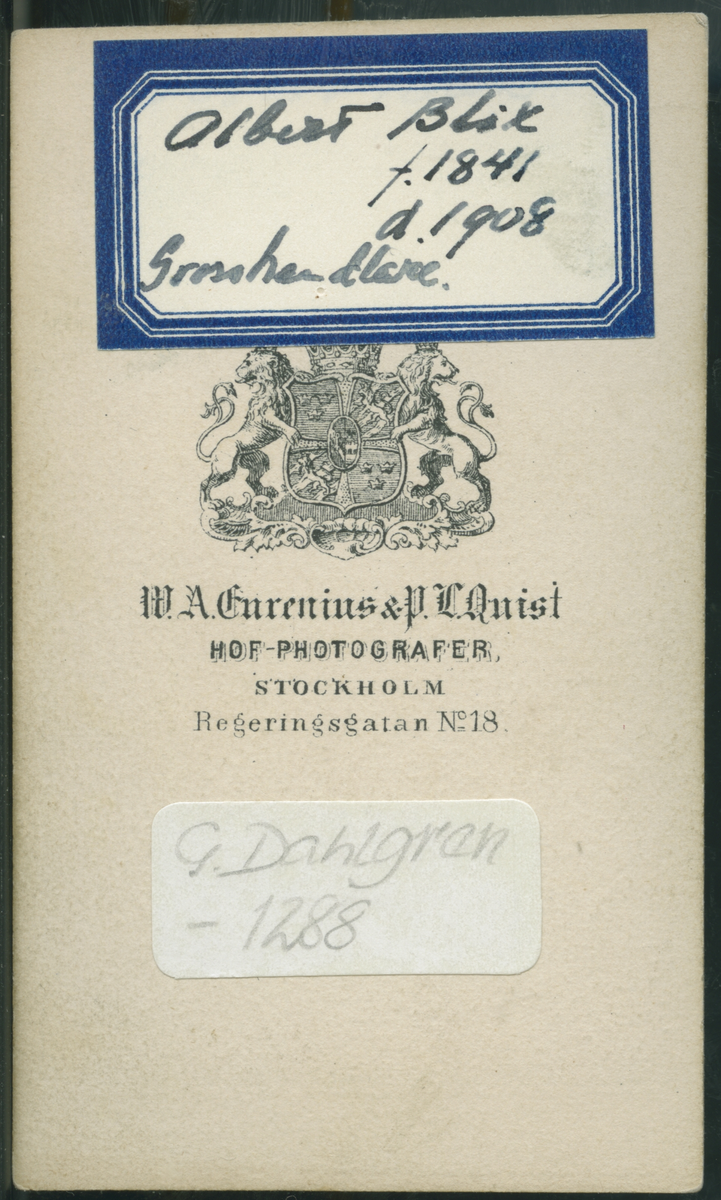 Albert Blix
f. 1841
d. 1908
Grosshandlare.
W. A. Eurenius & P. L. Quist
HOF-PHOTOGRAFER,
STOCKHOLM
Regeringsgatan No 18.
G. Dahlgren
- 1288